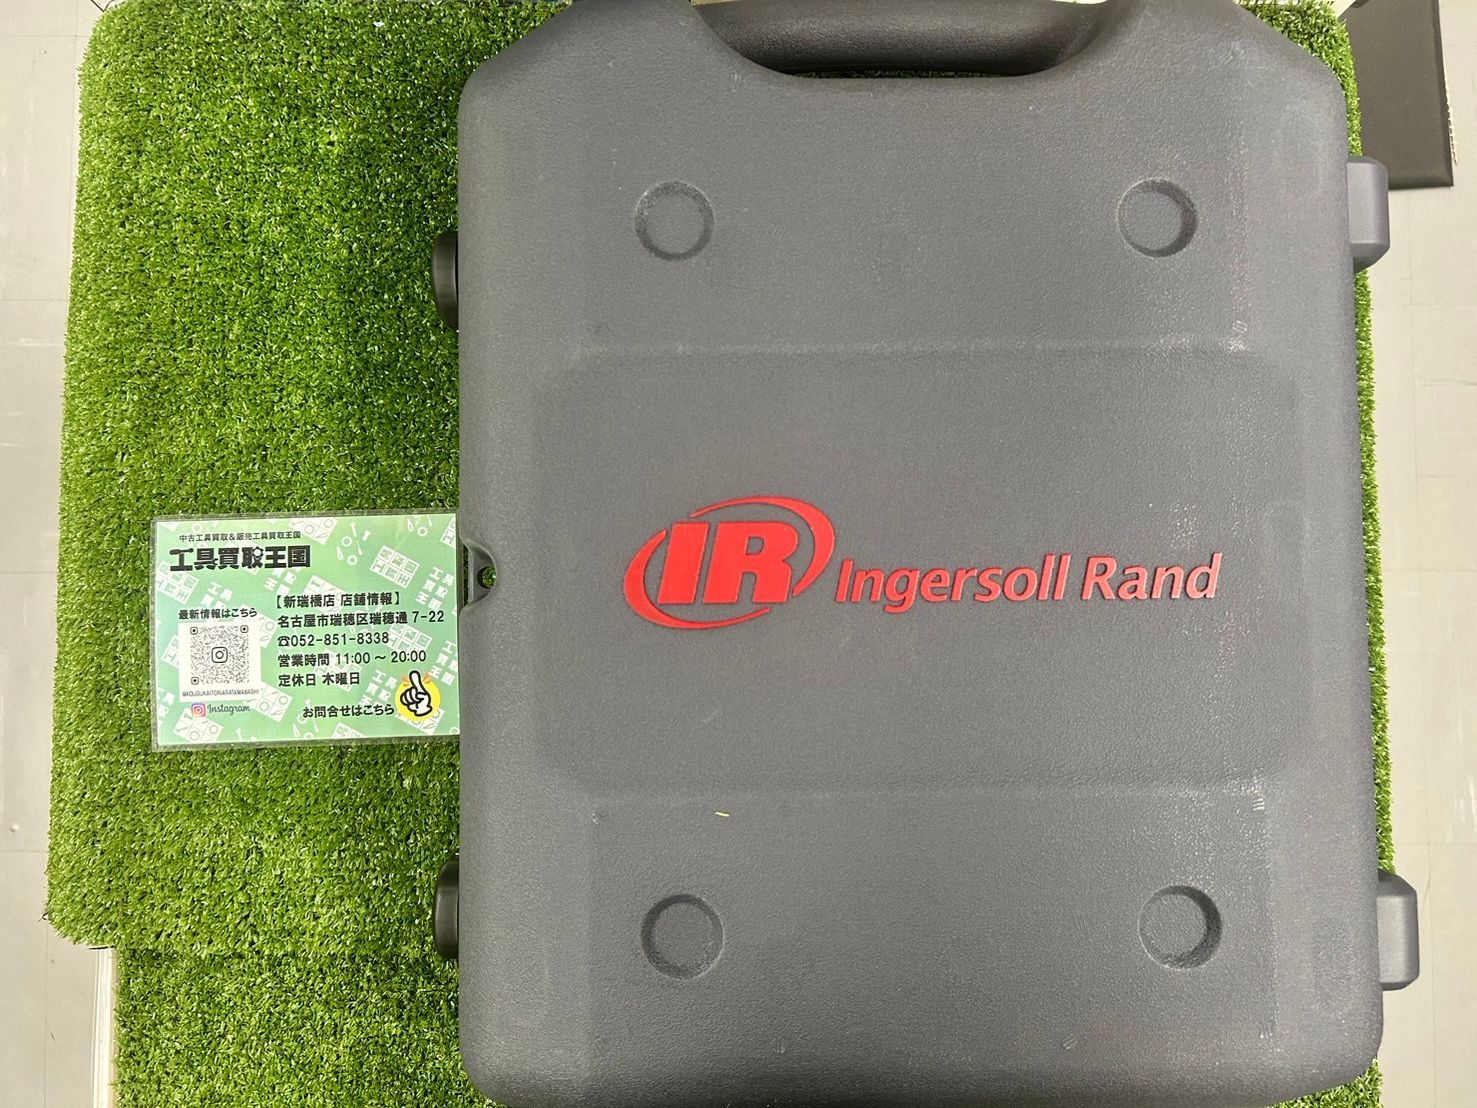 中古工具買取&販売工具買取王国
工具買取王国
最新情報はこちら
@KOUGUKAITORIARATAMABASHI
Instagram
【新瑞橋店 店舗情報】
名古屋市瑞穂区瑞穂通 7-22
☎052-851-8338
営業時間 11:00 ~ 20:00
定休日 木曜日
お問合せはこちら
IR Ingersoll Rand